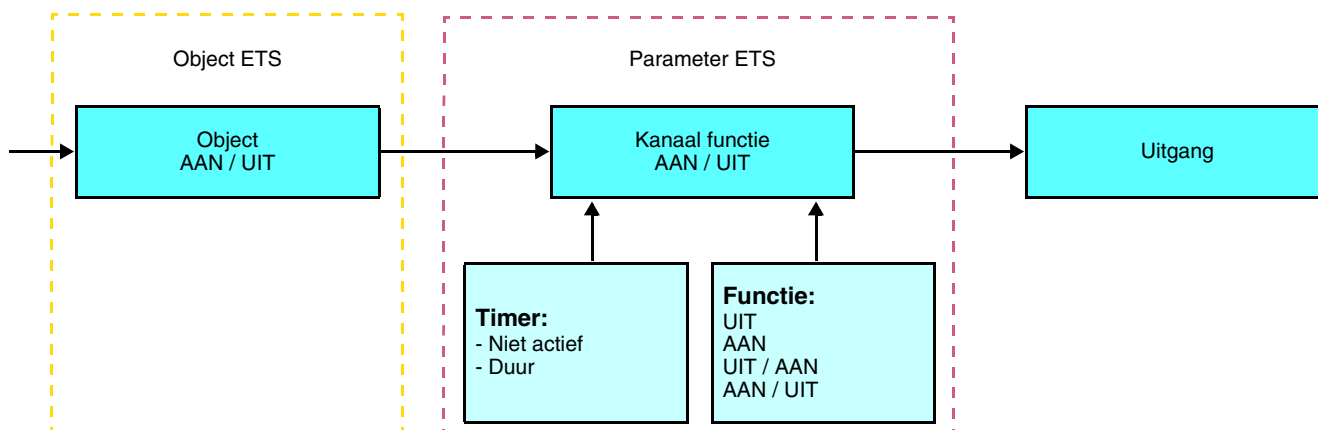 Object ETS
Parameter ETS
Object
AAN / UIT
Kanaal functie
AAN / UIT
Uitgang
Timer:
- Niet actief
- Duur
Functie:
UIT
AAN
UIT / AAN
AAN / UIT